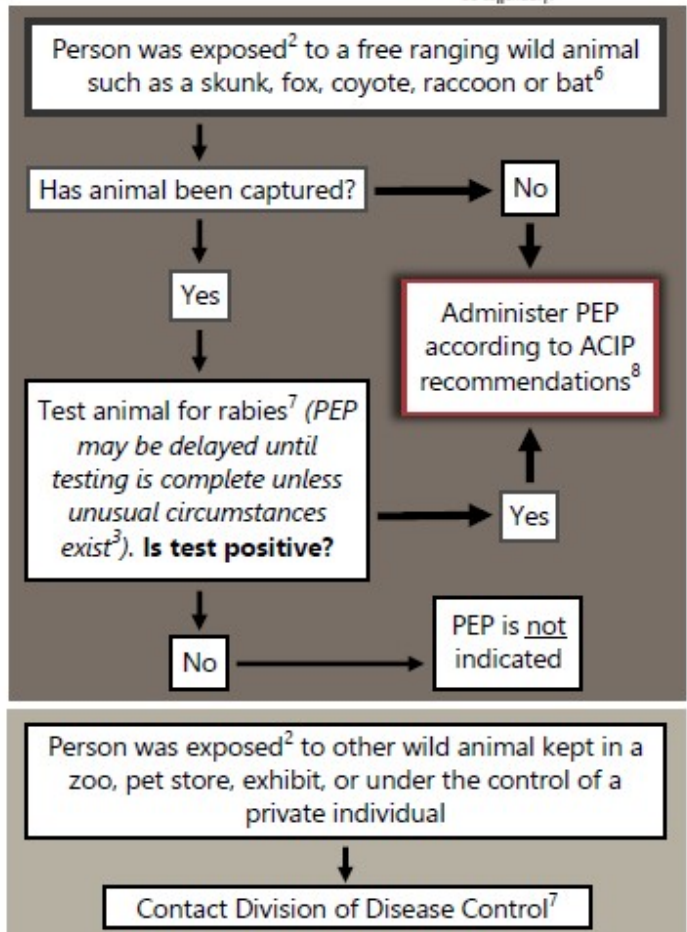 Person was exposed² to a free ranging wild animal
such as a skunk, fox, coyote, raccoon or bat⁶
Has animal been captured?
No
Yes
Administer PEP
according to ACIP
recommendations⁸
Test animal for rabies⁷ (PEP
may be delayed until
testing is complete unless
unusual circumstances
exist³). Is test positive?
Yes
No
PEP is not
indicated
Person was exposed² to other wild animal kept in a
zoo, pet store, exhibit, or under the control of a
private individual
Contact Division of Disease Control⁷